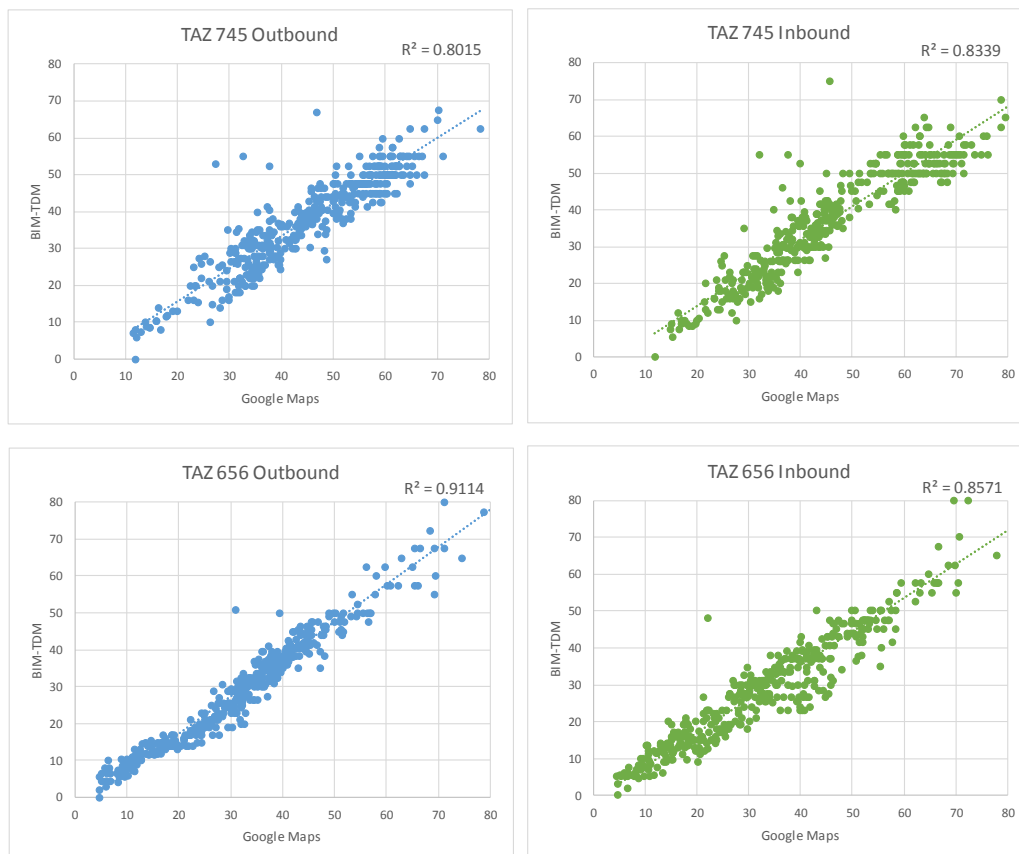 TAZ 745 Outbound
R² = 0.8015
80
70
60
50
40
30
20
10
0
BIM-TDM
0 10 20 30 40 50 60 70 80
Google Maps
TAZ 745 Inbound
R² = 0.8339
80
70
60
50
40
30
20
10
0
BIM-TDM
0 10 20 30 40 50 60 70 80
Google Maps
TAZ 656 Outbound
R² = 0.9114
80
70
60
50
40
30
20
10
0
BIM-TDM
0 10 20 30 40 50 60 70 80
Google Maps
TAZ 656 Inbound
R² = 0.8571
80
70
60
50
40
30
20
10
0
BIM-TDM
0 10 20 30 40 50 60 70 80
Google Maps